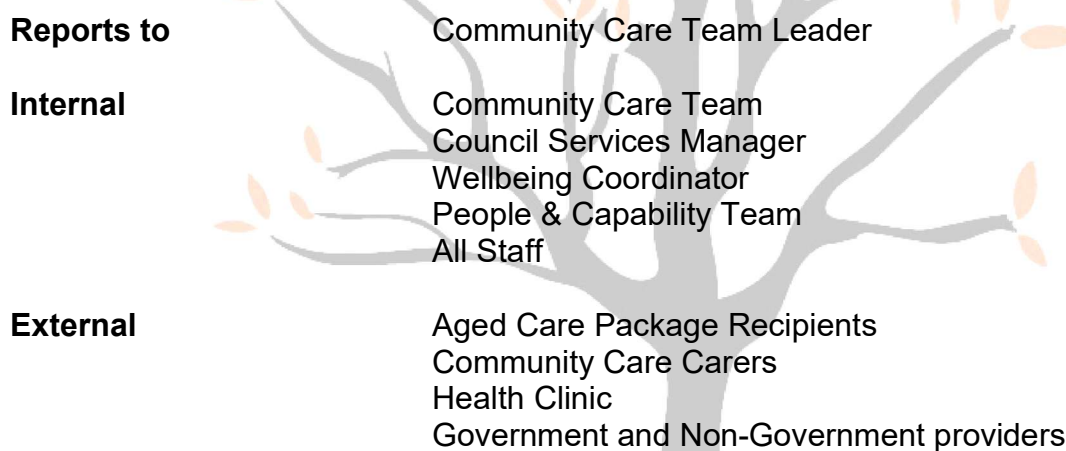 Reports to Community Care Team Leader
Internal Community Care Team
Council Services Manager
Wellbeing Coordinator
People & Capability Team
All Staff
External Aged Care Package Recipients
Community Care Carers
Health Clinic
Government and Non-Government providers